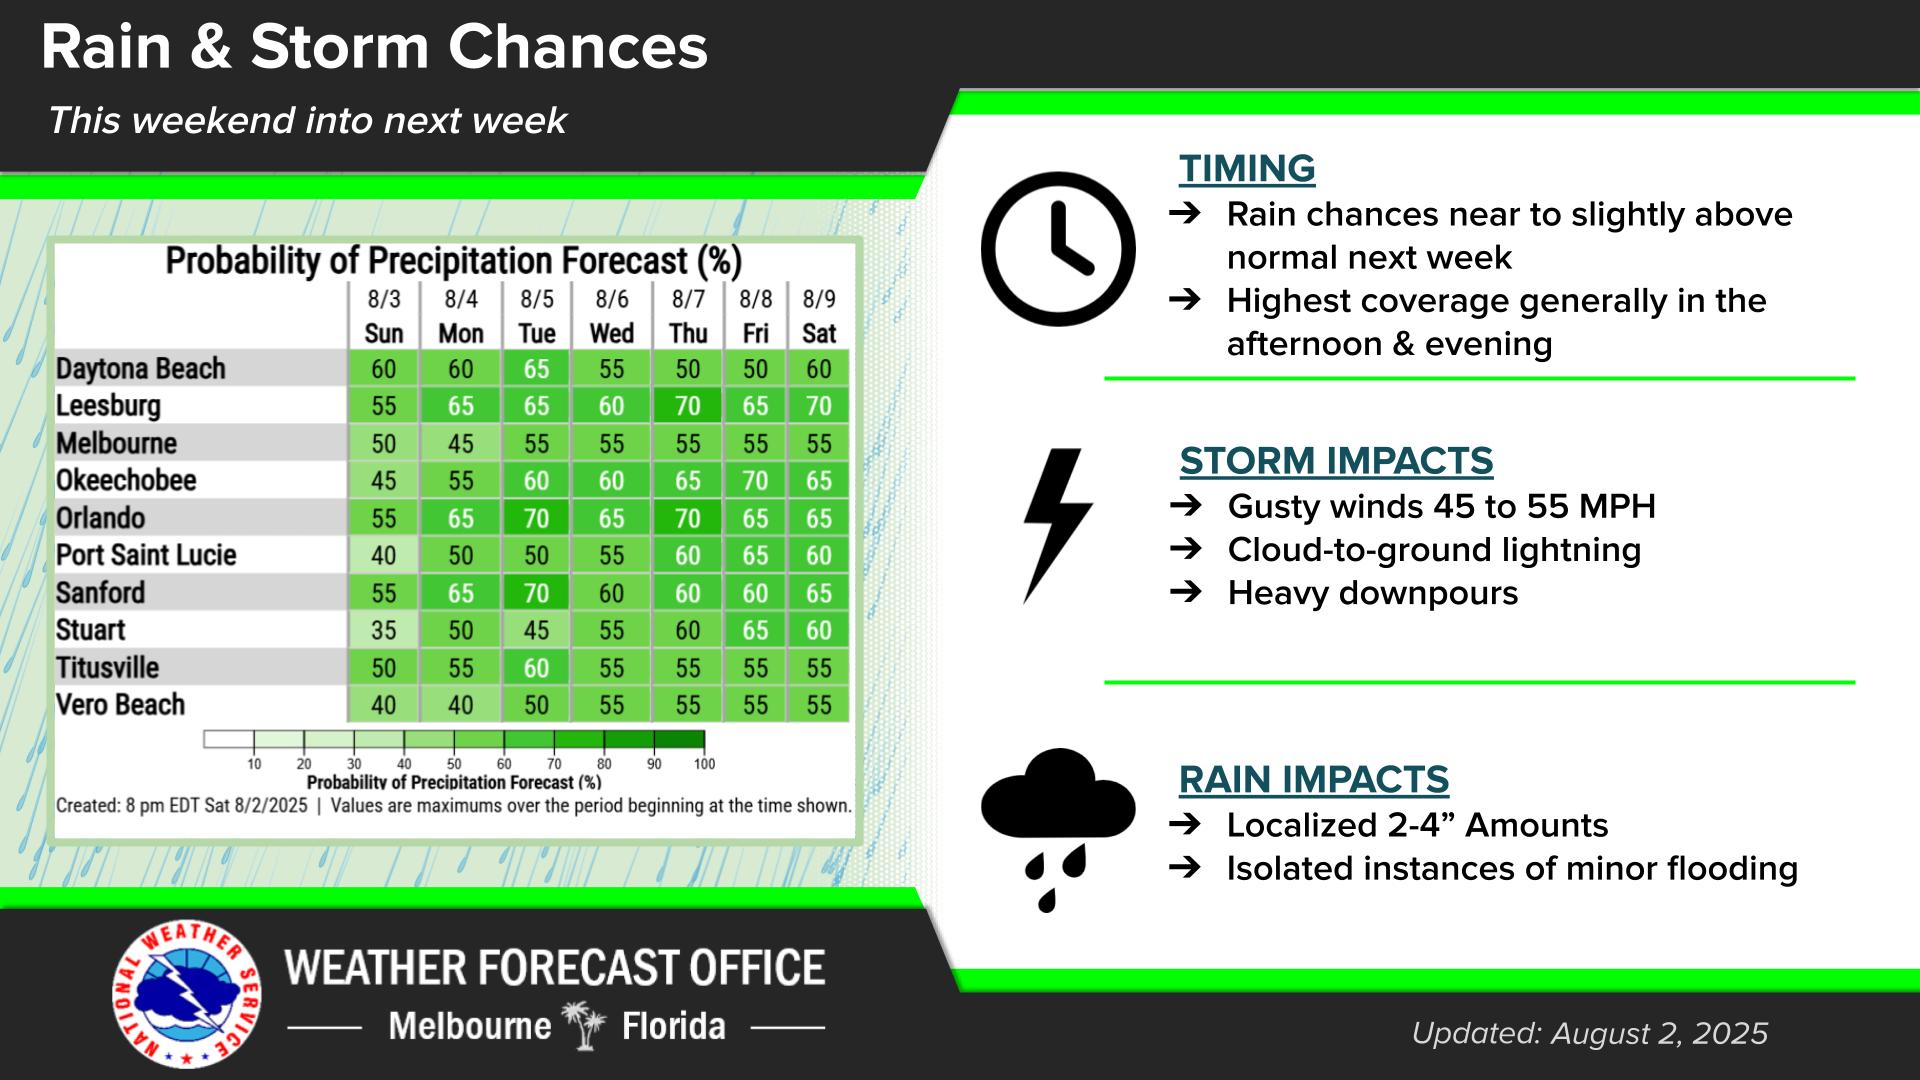 Rain & Storm Chances
This weekend into next week
Probability of Precipitation Forecast (%)
8/3 8/4 8/5 8/6 8/7 8/8 8/9
Sun Mon Tue Wed Thu Fri Sat
Daytona Beach 60 60 65 55 50 50 60
Leesburg 55 65 65 60 70 65 70
Melbourne 50 45 55 55 55 55 55
Okeechobee 45 55 60 60 65 70 65
Orlando 55 65 70 65 70 65 65
Port Saint Lucie 40 50 50 55 60 65 60
Sanford 55 65 70 60 60 60 65
Stuart 35 50 45 55 60 65 60
Titusville 50 55 60 55 55 55 55
Vero Beach 40 40 50 55 55 55 55
10 20 30 40 50 60 70 80 90 100
Probability of Precipitation Forecast (%)
Created: 8 pm EDT Sat 8/2/2025 | Values are maximums over the period beginning at the time shown.
TIMING
➔ Rain chances near to slightly above
normal next week
➔ Highest coverage generally in the
afternoon & evening
STORM IMPACTS
➔ Gusty winds 45 to 55 MPH
➔ Cloud-to-ground lightning
➔ Heavy downpours
RAIN IMPACTS
➔ Localized 2-4” Amounts
➔ Isolated instances of minor flooding
NATIONAL WEATHER SERVICE
WEATHER FORECAST OFFICE
Melbourne Florida
Updated: August 2, 2025